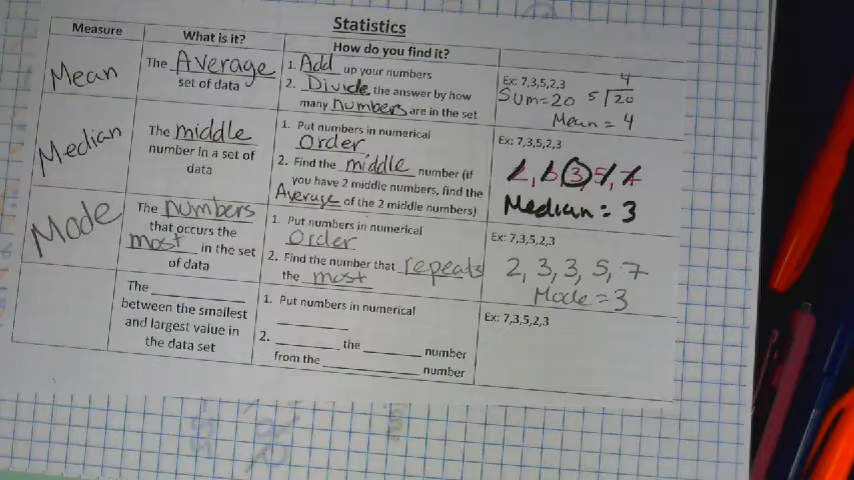 Statistics
Measure
What is it?
How do you find it?
Mean
The Average
set of data
1. Add up your numbers
2. Divide the answer by how
many numbers are in the set
Ex: 7,3,5,2,3
Sum=20 5⟌20 4
Mean = 4
Median
The middle
number in a set of
data
1. Put numbers in numerical
Order
2. Find the middle number (if
you have 2 middle numbers, find the
Average of the 2 middle numbers)
Ex: 7,3,5,2,3
3, 5, 7
Median = 3
Mode
The numbers
that occurs the
most in the set
of data
1. Put numbers in numerical
Order
2. Find the number that repeats
the most
Ex: 7,3,5,2,3
2, 3, 3, 5, 7
Mode = 3
The ________
between the smallest
and largest value in
the data set
1. Put numbers in numerical
________
2. ________ the ________ number
from the ________ number
Ex: 7,3,5,2,3